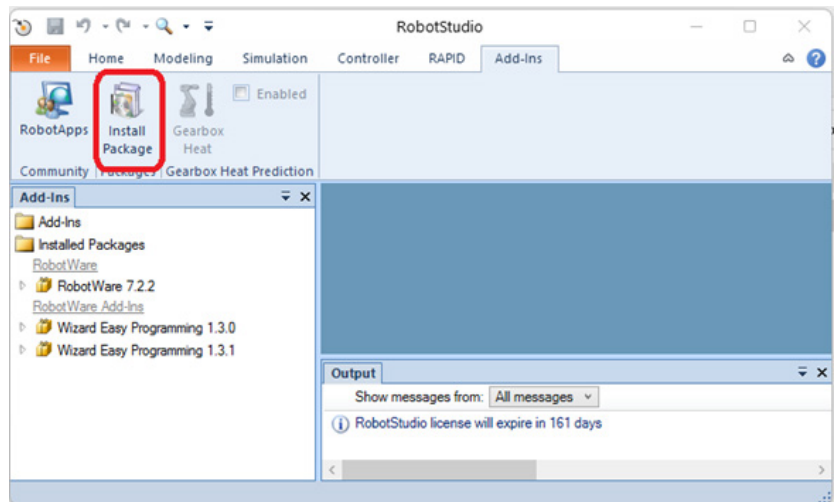 RobotStudio
File Home Modeling Simulation Controller RAPID Add-Ins
RobotApps
Install
Package
Gearbox
Heat
Enabled
Community Packages Gearbox Heat Prediction
Add-Ins
Add-Ins
Installed Packages
RobotWare
RobotWare 7.2.2
RobotWare Add-Ins
Wizard Easy Programming 1.3.0
Wizard Easy Programming 1.3.1
Output
Show messages from: All messages
RobotStudio license will expire in 161 days